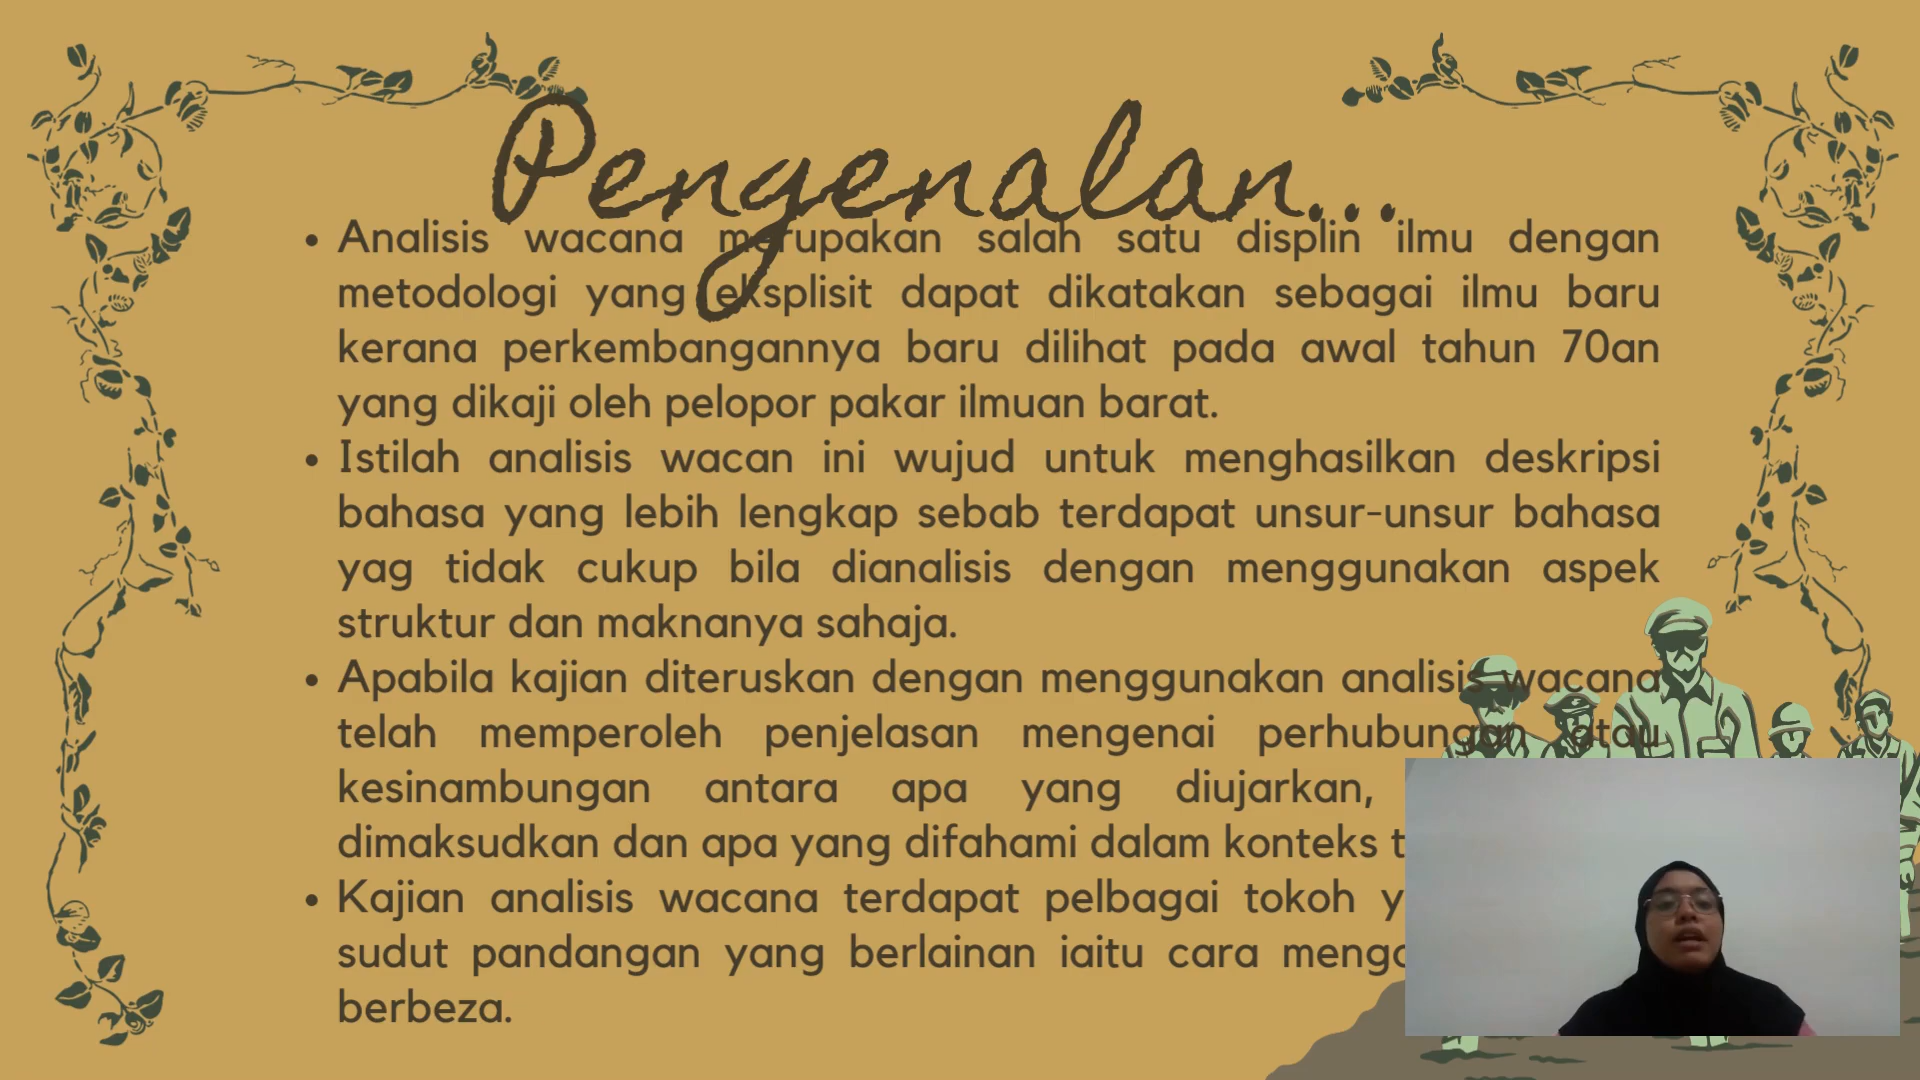 Pengenalan...
Analisis wacana merupakan salah satu displin ilmu dengan
metodologi yang eksplisit dapat dikatakan sebagai ilmu baru
kerana perkembangannya baru dilihat pada awal tahun 70an
yang dikaji oleh pelopor pakar ilmuan barat.
Istilah analisis wacan ini wujud untuk menghasilkan deskripsi
bahasa yang lebih lengkap sebab terdapat unsur-unsur bahasa
yag tidak cukup bila dianalisis dengan menggunakan aspek
struktur dan maknanya sahaja.
Apabila kajian diteruskan dengan menggunakan analisis wacana
telah memperoleh penjelasan mengenai perhubungan atau
kesinambungan antara apa yang diujarkan,
dimaksudkan dan apa yang difahami dalam konteks
Kajian analisis wacana terdapat pelbagai tokoh
sudut pandangan yang berlainan iaitu cara
berbeza.